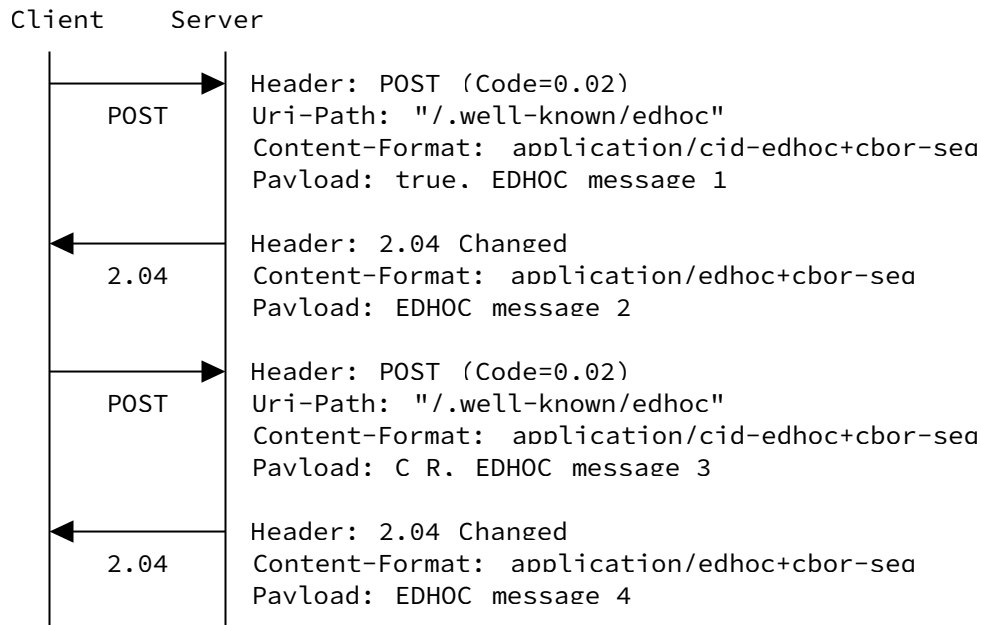 Client Server
Header: POST (Code=0.02)
POST Uri-Path: "/.well-known/edhoc"
Content-Format: application/cid-edhoc+cbor-seq
Payload: true, EDHOC message 1
Header: 2.04 Changed
2.04 Content-Format: application/edhoc+cbor-seq
Payload: EDHOC message 2
Header: POST (Code=0.02)
POST Uri-Path: "/.well-known/edhoc"
Content-Format: application/cid-edhoc+cbor-seq
Payload: C R, EDHOC message 3
Header: 2.04 Changed
2.04 Content-Format: application/edhoc+cbor-seq
Payload: EDHOC message 4